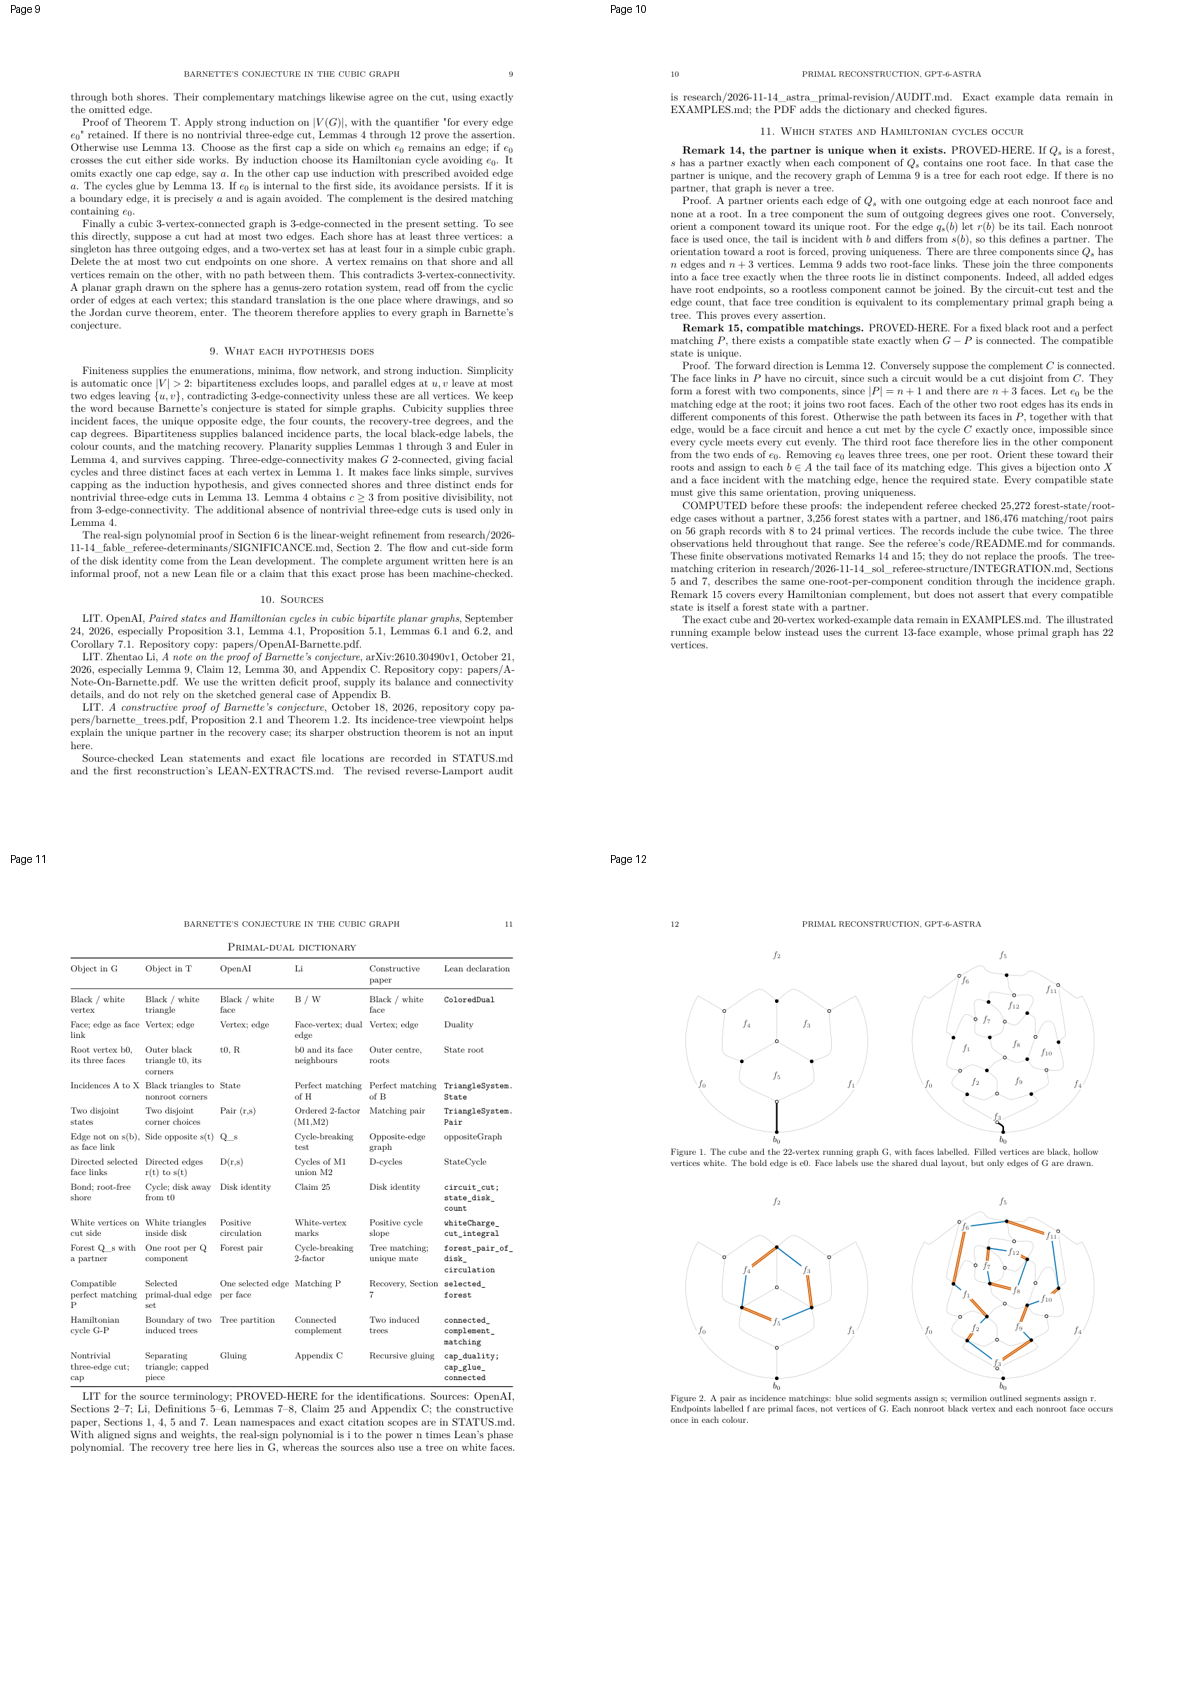 Page 9
BARNETTE'S CONJECTURE IN THE CUBIC GRAPH 9
through both shores. Their complementary matchings likewise agree on the cut, using exactly
the omitted edge.
Proof of Theorem T. Apply strong induction on |V(G)|, with the quantifier "for every edge
e₀" retained. If there is no nontrivial three-edge cut, Lemmas 4 through 12 prove the assertion.
Otherwise use Lemma 13. Choose as the first cap a side on which e₀ remains an edge; if e₀
crosses the cut either side works. By induction choose its Hamiltonian cycle avoiding e₀. It
omits exactly one cap edge, say a. In the other cap use induction with prescribed avoided edge
a. The cycles glue by Lemma 13. If e₀ is internal to the first side, its avoidance persists. If it is
a boundary edge, it is precisely a and is again avoided. The complement is the desired matching
containing e₀.
Finally a cubic 3-vertex-connected graph is 3-edge-connected in the present setting. To see
this directly, suppose a cut had at most two edges. Each shore has at least three vertices: a
singleton has three outgoing edges, and a two-vertex set has at least four in a simple cubic graph.
Delete the at most two cut endpoints on one shore. A vertex remains on that shore and all
vertices remain on the other, with no path between them. This contradicts 3-vertex-connectivity.
A planar graph drawn on the sphere has a genus-zero rotation system, read off from the cyclic
order of edges at each vertex; this standard translation is the one place where drawings, and so
the Jordan curve theorem, enter. The theorem therefore applies to every graph in Barnette's
conjecture.
9. What each hypothesis does
Finiteness supplies the enumerations, minima, flow network, and strong induction. Simplicity
is automatic once |V| > 2: bipartiteness excludes loops, and parallel edges at u, v leave at most
two edges leaving {u, v}, contradicting 3-edge-connectivity unless these are all vertices. We keep
the word because Barnette's conjecture is stated for simple graphs. Cubicity supplies three
incident faces, the unique opposite edge, the four counts, the recovery-tree degrees, and the
cap degrees. Bipartiteness supplies balanced incidence parts, the local black-edge labels, the
colour counts, and the matching recovery. Planarity supplies Lemmas 1 through 3 and Euler in
Lemma 4, and survives capping. Three-edge-connectivity makes G 2-connected, giving facial
cycles and three distinct faces at each vertex in Lemma 1. It makes face links simple, survives
capping as the induction hypothesis, and gives connected shores and three distinct ends for
nontrivial three-edge cuts in Lemma 13. Lemma 4 obtains c ≥ 3 from positive divisibility, not
from 3-edge-connectivity. The additional absence of nontrivial three-edge cuts is used only in
Lemma 4.
The real-sign polynomial proof in Section 6 is the linear-weight refinement from research/2026-
11-14_fable_referee-determinants/SIGNIFICANCE.md, Section 2. The flow and cut-side form
of the disk identity come from the Lean development. The complete argument written here is an
informal proof, not a new Lean file or a claim that this exact prose has been machine-checked.
10. Sources
LIT. OpenAI, Paired states and Hamiltonian cycles in cubic bipartite planar graphs, September
24, 2026, especially Proposition 3.1, Lemma 4.1, Proposition 5.1, Lemmas 6.1 and 6.2, and
Corollary 7.1. Repository copy: papers/OpenAI-Barnette.pdf.
LIT. Zhentao Li, A note on the proof of Barnette's conjecture, arXiv:2610.30490v1, October 21,
2026, especially Lemma 9, Claim 12, Lemma 30, and Appendix C. Repository copy: papers/A-
Note-On-Barnette.pdf. We use the written deficit proof, supply its balance and connectivity
details, and do not rely on the sketched general case of Appendix B.
LIT. A constructive proof of Barnette's conjecture, October 18, 2026, repository copy pa-
pers/barnette_trees.pdf, Proposition 2.1 and Theorem 1.2. Its incidence-tree viewpoint helps
explain the unique partner in the recovery case; its sharper obstruction theorem is not an input
here.
Source-checked Lean statements and exact file locations are recorded in STATUS.md
and the first reconstruction's LEAN-EXTRACTS.md. The revised reverse-Lamport audit
Page 10
10 PRIMAL RECONSTRUCTION, GPT-6-ASTRA
is research/2026-11-14_astra_primal-revision/AUDIT.md. Exact example data remain in
EXAMPLES.md; the PDF adds the dictionary and checked figures.
11. Which states and Hamiltonian cycles occur
Remark 14, the partner is unique when it exists. PROVED-HERE. If Qₛ is a forest,
s has a partner exactly when each component of Qₛ contains one root face. In that case the
partner is unique, and the recovery graph of Lemma 9 is a tree for each root edge. If there is no
partner, that graph is never a tree.
Proof. A partner orients each edge of Qₛ with one outgoing edge at each nonroot face and
none at a root. In a tree component the sum of outgoing degrees gives one root. Conversely,
orient a component toward its unique root. For the edge qₛ(b) let r(b) be its tail. Each nonroot
face is used once, the tail is incident with b and differs from s(b), so this defines a partner. The
orientation toward a root is forced, proving uniqueness. There are three components since Qₛ has
n edges and n + 3 vertices. Lemma 9 adds two root-face links. These join the three components
into a face tree exactly when the three roots lie in distinct components. Indeed, all added edges
have root endpoints, so a rootless component cannot be joined. By the circuit-cut test and the
edge count, that face tree condition is equivalent to its complementary primal graph being a
tree. This proves every assertion.
Remark 15, compatible matchings. PROVED-HERE. For a fixed black root and a perfect
matching P, there exists a compatible state exactly when G − P is connected. The compatible
state is unique.
Proof. The forward direction is Lemma 12. Conversely suppose the complement C is connected.
The face links in P have no circuit, since such a circuit would be a cut disjoint from C. They
form a forest with two components, since |P| = n + 1 and there are n + 3 faces. Let e₀ be the
matching edge at the root; it joins two root faces. Each of the other two root edges has its ends in
different components of this forest. Otherwise the path between its faces in P, together with that
edge, would be a face circuit and hence a cut met by the cycle C exactly once, impossible since
every cycle meets every cut evenly. The third root face therefore lies in the other component
from the two ends of e₀. Removing e₀ leaves three trees, one per root. Orient these toward their
roots and assign to each b ∈ A the tail face of its matching edge. This gives a bijection onto X
and a face incident with the matching edge, hence the required state. Every compatible state
must give this same orientation, proving uniqueness.
COMPUTED before these proofs: the independent referee checked 25,272 forest-state/root-
edge cases without a partner, 3,256 forest states with a partner, and 186,476 matching/root pairs
on 56 graph records with 8 to 24 primal vertices. The records include the cube twice. The three
observations held throughout that range. See the referee's code/README.md for commands.
These finite observations motivated Remarks 14 and 15; they do not replace the proofs. The tree-
matching criterion in research/2026-11-14_sol_referee-structure/INTEGRATION.md, Sections
5 and 7, describes the same one-root-per-component condition through the incidence graph.
Remark 15 covers every Hamiltonian complement, but does not assert that every compatible
state is itself a forest state with a partner.
The exact cube and 20-vertex worked-example data remain in EXAMPLES.md. The illustrated
running example below instead uses the current 13-face example, whose primal graph has 22
vertices.
Page 11
BARNETTE'S CONJECTURE IN THE CUBIC GRAPH 11
Primal-dual dictionary
Object in G Object in T OpenAI Li Constructive Lean declaration
paper
Black / white Black / white Black / white B / W Black / white ColoredDual
vertex triangle face face
Face; edge as face Vertex; edge Vertex; edge Face-vertex; dual Vertex; edge Duality
link edge
Root vertex b0, Outer black t0, R b0 and its face Outer centre, State root
its three faces triangle t0, its neighbours roots
corners
Incidences A to X Black triangles to State Perfect matching Perfect matching TriangleSystem.
nonroot corners of H of B State
Two disjoint Two disjoint Pair (r,s) Ordered 2-factor Matching pair TriangleSystem.
states corner choices (M1,M2) Pair
Edge not on s(b), Side opposite s(t) Q_s Cycle-breaking Opposite-edge oppositeGraph
as face link test graph
Directed selected Directed edges D(r,s) Cycles of M1 D-cycles StateCycle
face links r(t) to s(t) union M2
Bond; root-free Cycle; disk away Disk identity Claim 25 Disk identity circuit_cut;
shore from t0 state_disk_
count
White vertices on White triangles Positive White-vertex Positive cycle whiteCharge_
cut side inside disk circulation marks slope cut_integral
Forest Q_s with One root per Q Forest pair Cycle-breaking Tree matching; forest_pair_of_
a partner component 2-factor unique mate disk_
circulation
Compatible Selected One selected edge Matching P Recovery, Section selected_
perfect matching primal-dual edge per face 7 forest
P set
Hamiltonian Boundary of two Tree partition Connected Two induced connected_
cycle G-P induced trees complement trees complement_
matching
Nontrivial Separating Gluing Appendix C Recursive gluing cap_duality;
three-edge cut; triangle; capped cap_glue_
cap piece connected
LIT for the source terminology; PROVED-HERE for the identifications. Sources: OpenAI,
Sections 2–7; Li, Definitions 5–6, Lemmas 7–8, Claim 25 and Appendix C; the constructive
paper, Sections 1, 4, 5 and 7. Lean namespaces and exact citation scopes are in STATUS.md.
With aligned signs and weights, the real-sign polynomial is i to the power n times Lean's phase
polynomial. The recovery tree here lies in G, whereas the sources also use a tree on white faces.
Page 12
12 PRIMAL RECONSTRUCTION, GPT-6-ASTRA
f₂ f₅
f₆ f₁₁
f₁₂
f₄ f₃ f₇
f₁ f₈ f₁₀
f₅ f₂ f₉
f₀ f₁ f₀ f₄
f₃
b₀ b₀
Figure 1. The cube and the 22-vertex running graph G, with faces labelled. Filled vertices are black, hollow
vertices white. The bold edge is e0. Face labels use the shared dual layout, but only edges of G are drawn.
f₂ f₅
f₆ f₁₁
f₁₂
f₄ f₃ f₇
f₈
f₁ f₁₀
f₅ f₂ f₉
f₀ f₁ f₀ f₄
f₃
b₀ b₀
Figure 2. A pair as incidence matchings: blue solid segments assign s; vermilion outlined segments assign r.
Endpoints labelled f are primal faces, not vertices of G. Each nonroot black vertex and each nonroot face occurs
once in each colour.